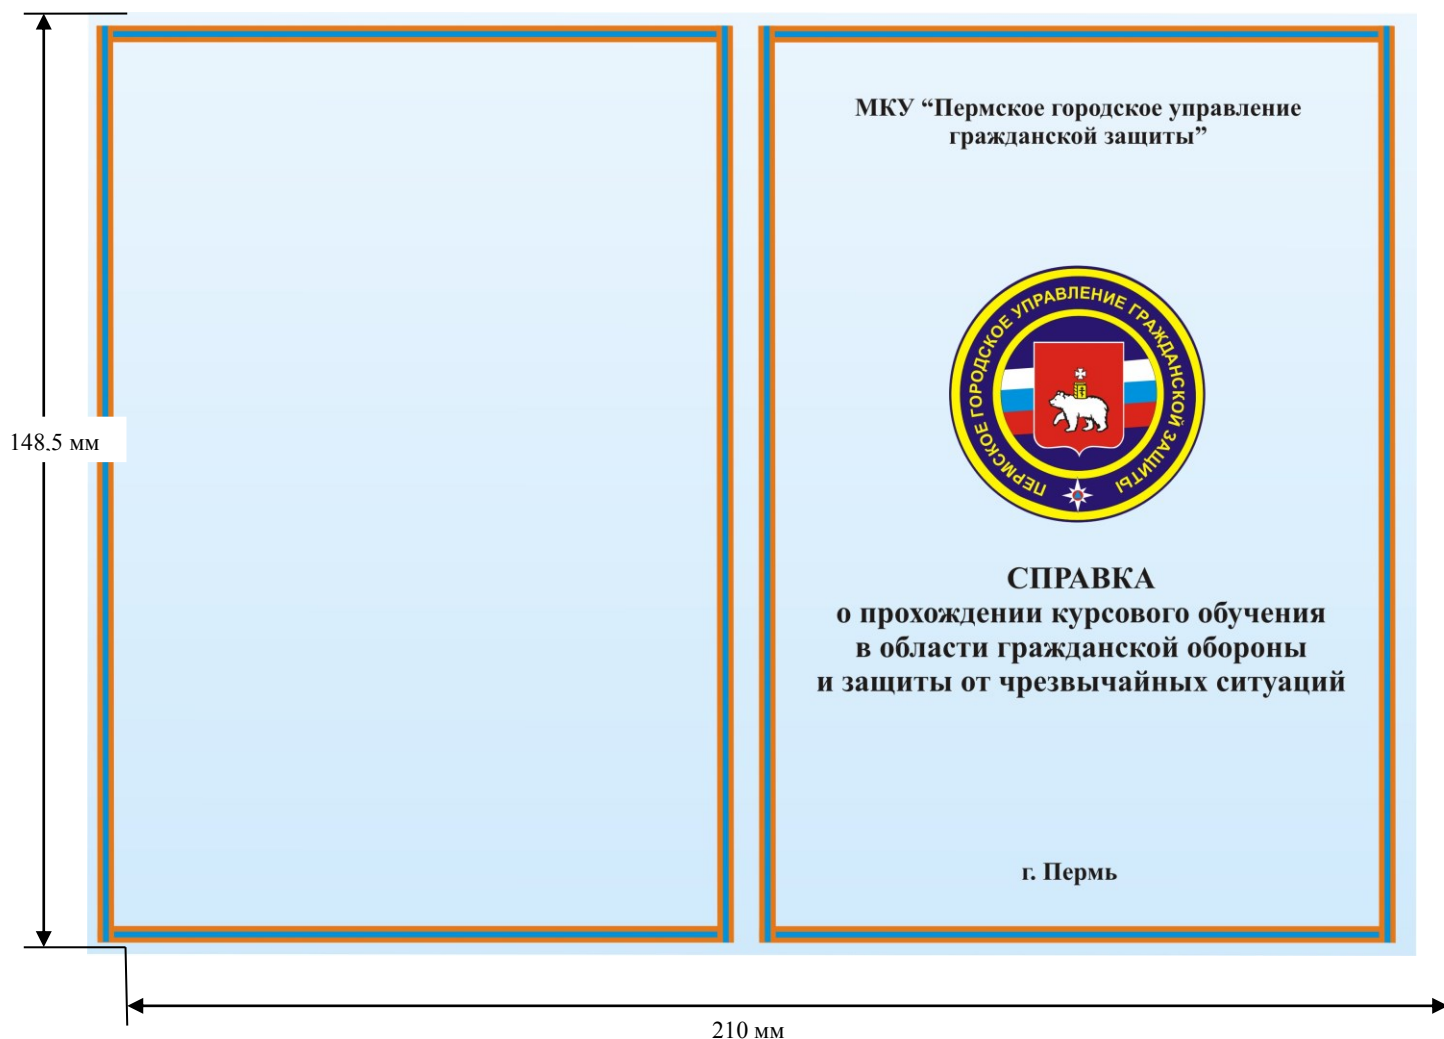 МКУ “Пермское городское управление
гражданской защиты”
ПЕРМСКОЕ ГОРОДСКОЕ УПРАВЛЕНИЕ ГРАЖДАНСКОЙ ЗАЩИТЫ
148.5 мм
СПРАВКА
о прохождении курсового обучения
в области гражданской обороны
и защиты от чрезвычайных ситуаций
г. Пермь
210 мм